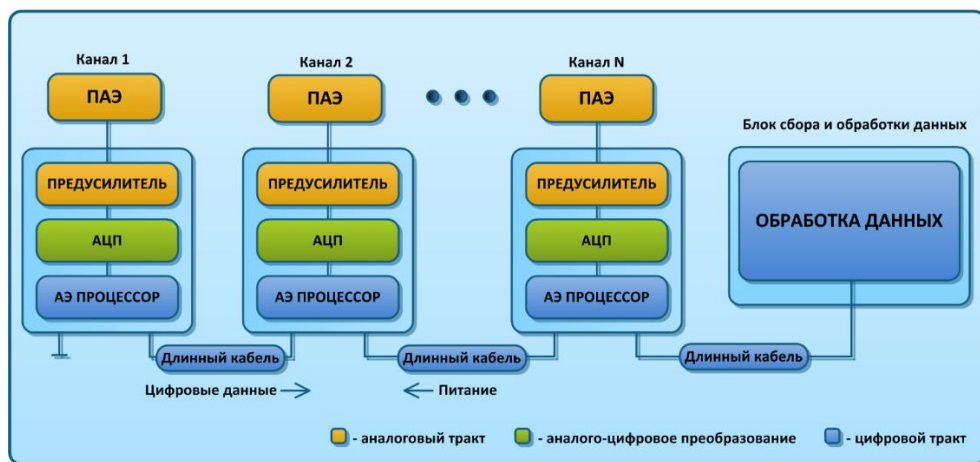 Канал 1
Канал 2
Канал N
ПАЭ
ПАЭ
ПАЭ
Блок сбора и обработки данных
ПРЕДУСИЛИТЕЛЬ
ПРЕДУСИЛИТЕЛЬ
ПРЕДУСИЛИТЕЛЬ
ОБРАБОТКА ДАННЫХ
АЦП
АЦП
АЦП
АЭ ПРОЦЕССОР
АЭ ПРОЦЕССОР
АЭ ПРОЦЕССОР
Длинный кабель
Длинный кабель
Длинный кабель
Цифровые данные
Питание
- аналоговый тракт
- аналого-цифровое преобразование
- цифровой тракт